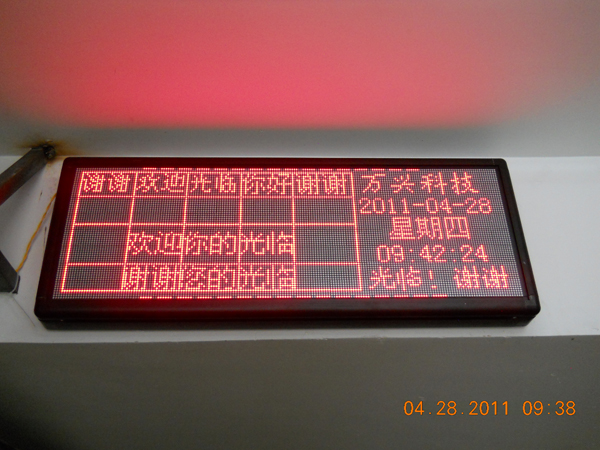 谢谢 欢迎 光临 你好 谢谢
欢迎你的光临
谢谢您的光临
万兴科技
2011-04-28
星期四
09:42:24
光临！谢谢
04.28.2011 09:38